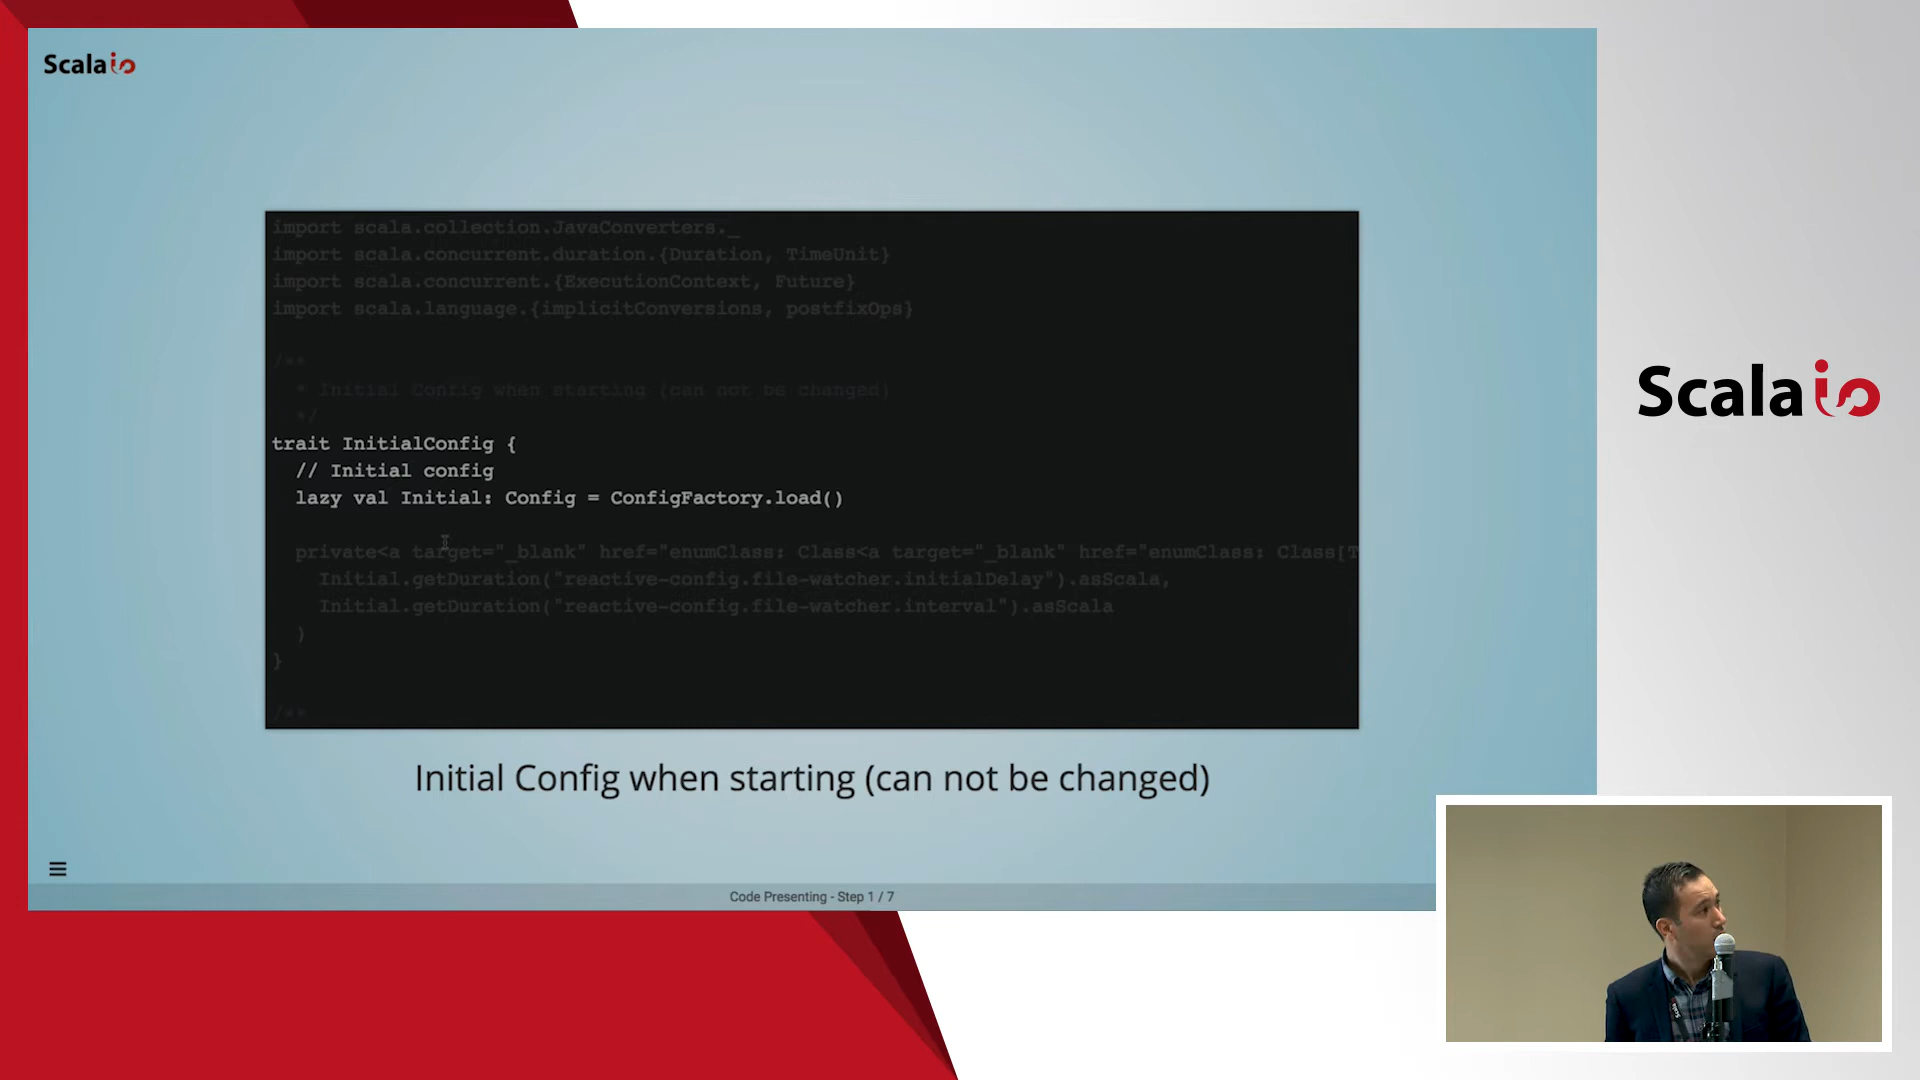 Scalaio
import scala.collection.JavaConverters._
import scala.concurrent.duration.{Duration, TimeUnit}
import scala.concurrent.{ExecutionContext, Future}
import scala.language.{implicitConversions, postfixOps}
/**
* Initial Config when starting (can not be changed)
*/
trait InitialConfig {
// Initial config
lazy val Initial: Config = ConfigFactory.load()
private<a target="_blank" href="enumClass: Class<a target="_blank" href="enumClass: Class[T
Initial.getDuration("reactive-config.file-watcher.initialDelay").asScala,
Initial.getDuration("reactive-config.file-watcher.interval").asScala
)
}
/**
Initial Config when starting (can not be changed)
Code Presenting - Step 1 / 7
Scalaio